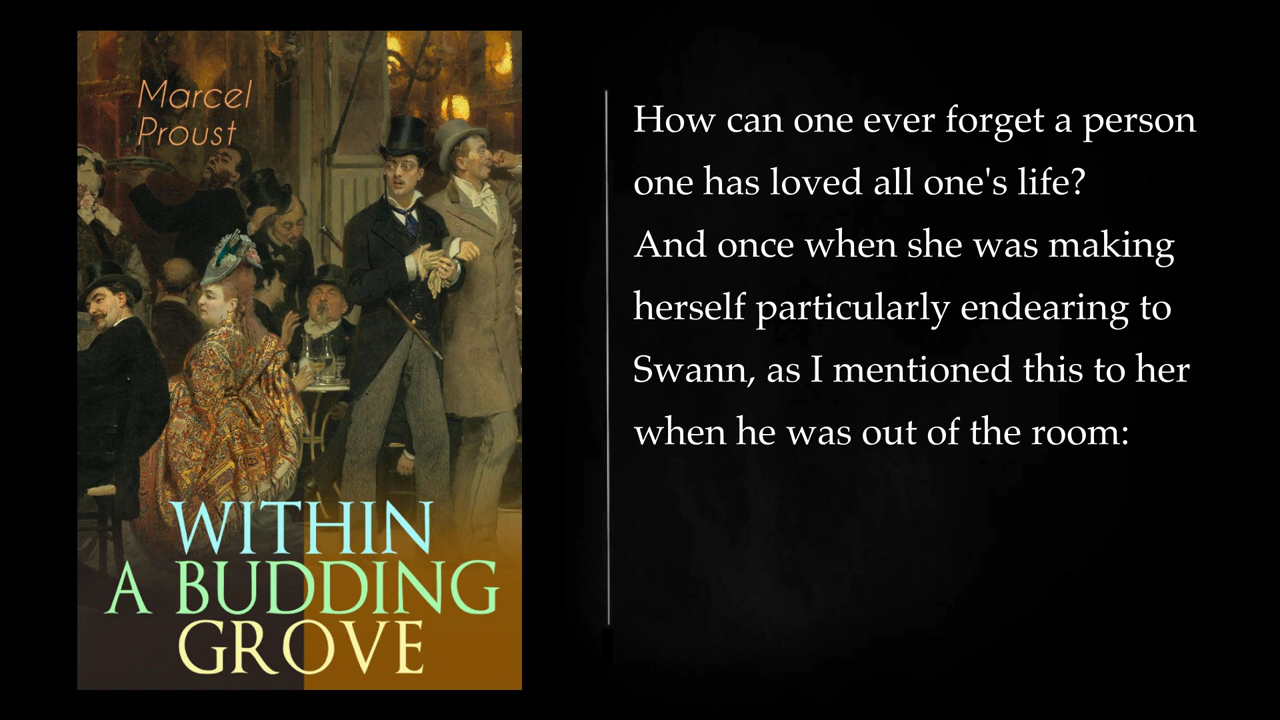 Marcel
Proust
WITHIN
A BUDDING
GROVE
How can one ever forget a person
one has loved all one's life?
And once when she was making
herself particularly endearing to
Swann, as I mentioned this to her
when he was out of the room: